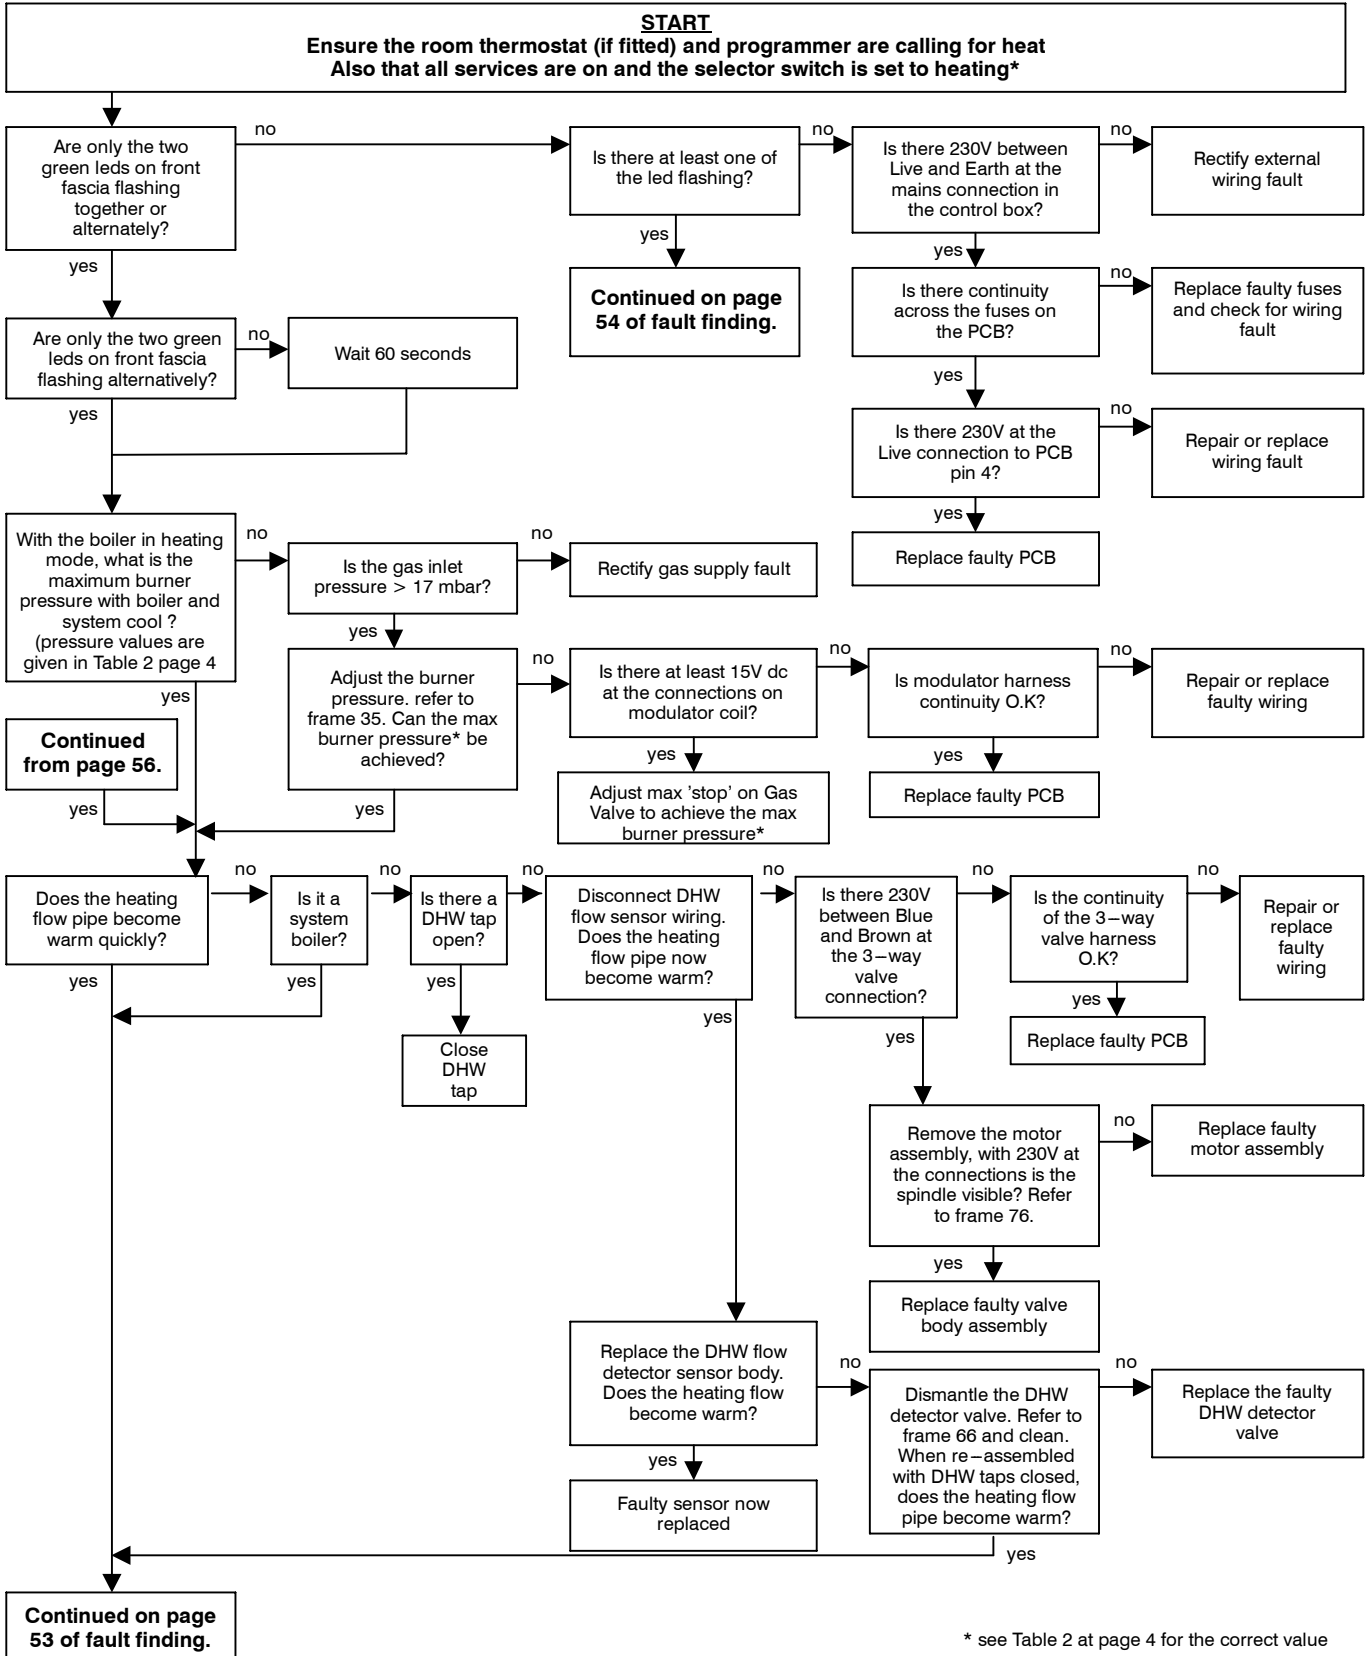 START
Ensure the room thermostat (if fitted) and programmer are calling for heat
Also that all services are on and the selector switch is set to heating*
Are only the two
green leds on front
fascia flashing
together or
alternately?
no
yes
Is there at least one of
the led flashing?
no
yes
Is there 230V between
Live and Earth at the
mains connection in
the control box?
no
yes
Rectify external
wiring fault
Continued on page
54 of fault finding.
Is there continuity
across the fuses on
the PCB?
no
yes
Replace faulty fuses
and check for wiring
fault
Are only the two green
leds on front fascia
flashing alternatively?
no
yes
Wait 60 seconds
Is there 230V at the
Live connection to PCB
pin 4?
no
yes
Repair or replace
wiring fault
Replace faulty PCB
With the boiler in heating
mode, what is the
maximum burner
pressure with boiler and
system cool ?
(pressure values are
given in Table 2 page 4
no
yes
Is the gas inlet
pressure > 17 mbar?
no
yes
Rectify gas supply fault
Adjust the burner
pressure. refer to
frame 35. Can the max
burner pressure* be
achieved?
no
yes
Is there at least 15V dc
at the connections on
modulator coil?
no
yes
Is modulator harness
continuity O.K?
no
yes
Repair or replace
faulty wiring
Continued
from page 56.
yes
Adjust max 'stop' on Gas
Valve to achieve the max
burner pressure*
Replace faulty PCB
Does the heating
flow pipe become
warm quickly?
no
yes
Is it a
system
boiler?
no
yes
Is there a
DHW tap
open?
no
yes
Disconnect DHW
flow sensor wiring.
Does the heating
flow pipe now
become warm?
no
yes
Is there 230V
between Blue
and Brown at
the 3−way
valve
connection?
no
yes
Is the continuity
of the 3−way
valve harness
O.K?
no
yes
Repair or
replace
faulty
wiring
Close
DHW
tap
Replace faulty PCB
Remove the motor
assembly, with 230V at
the connections is the
spindle visible? Refer
to frame 76.
no
yes
Replace faulty
motor assembly
Replace faulty valve
body assembly
Replace the DHW flow
detector sensor body.
Does the heating flow
become warm?
no
yes
Dismantle the DHW
detector valve. Refer to
frame 66 and clean.
When re−assembled
with DHW taps closed,
does the heating flow
pipe become warm?
no
yes
Replace the faulty
DHW detector
valve
Faulty sensor now
replaced
Continued on page
53 of fault finding.
* see Table 2 at page 4 for the correct value